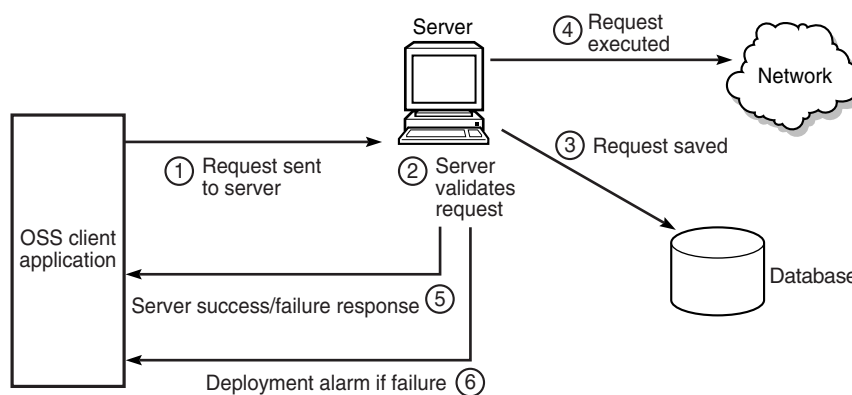 Server
4 Request
executed
Network
1 Request sent
to server
2 Server
validates
request
3 Request saved
OSS client
application
Database
Server success/failure response 5
Deployment alarm if failure 6